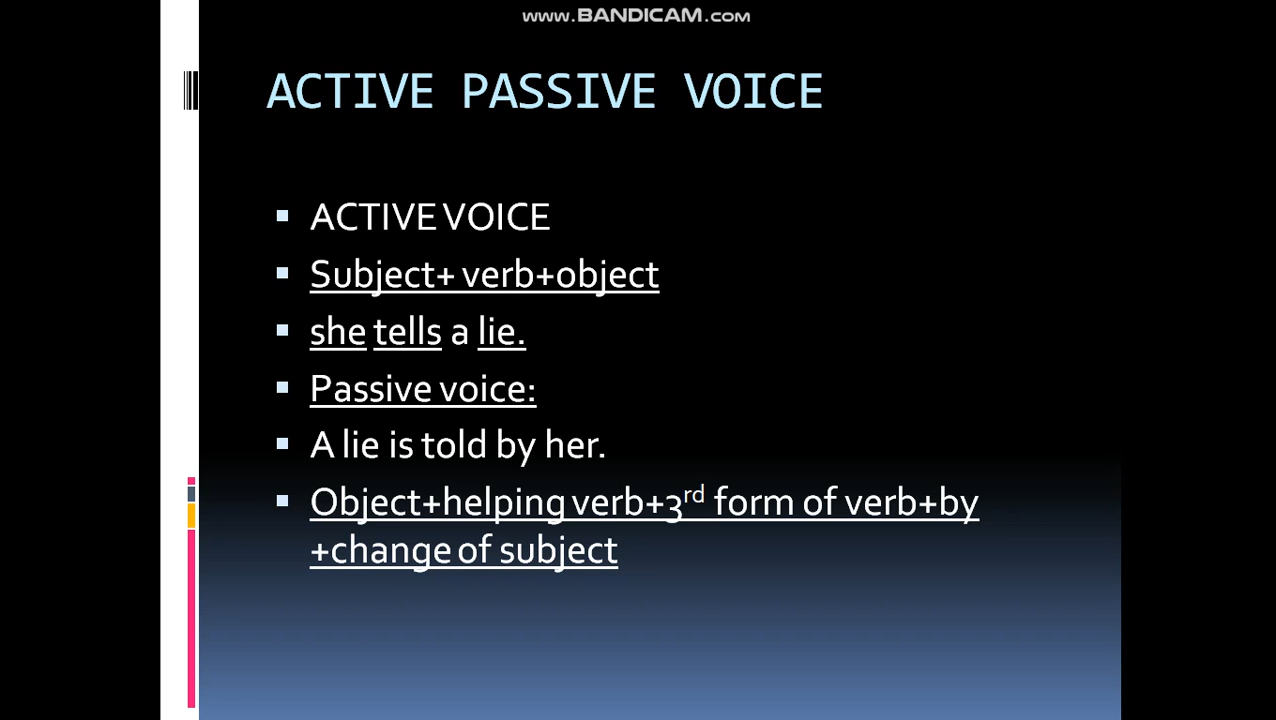 www.BANDICAM.com
ACTIVE PASSIVE VOICE
ACTIVE VOICE
Subject+ verb+object
she tells a lie.
Passive voice:
A lie is told by her.
Object+helping verb+3rd form of verb+by
+change of subject